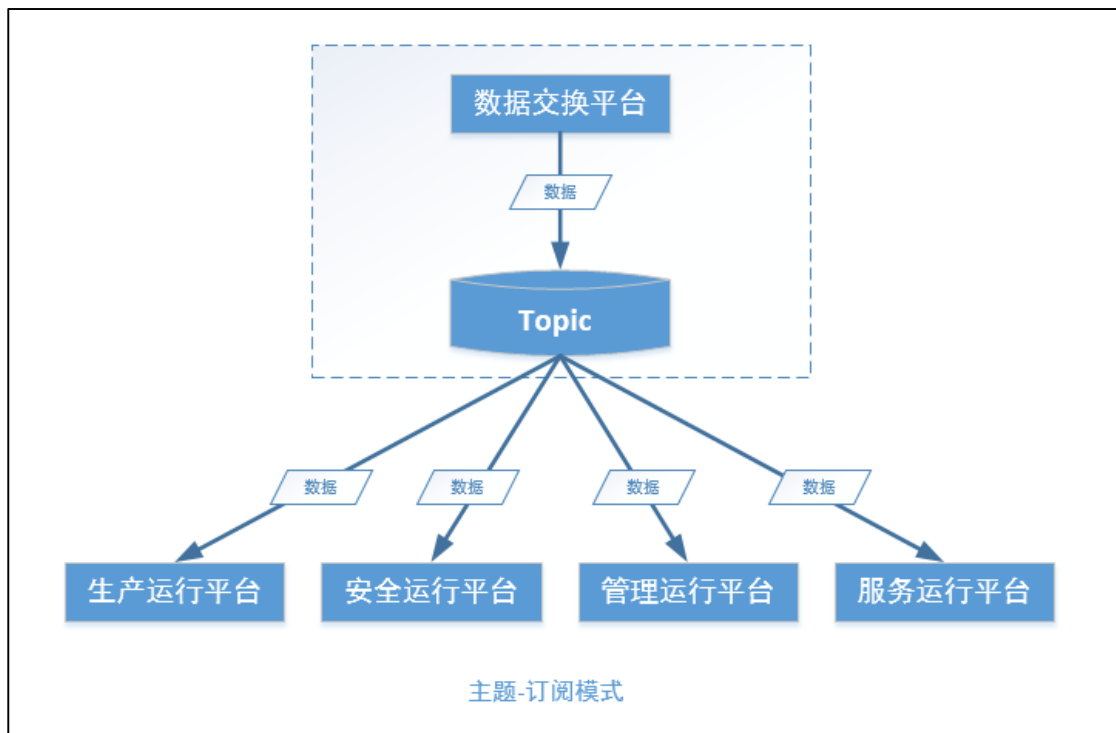 数据交换平台
数据
Topic
数据
数据
数据
数据
生产运行平台
安全运行平台
管理运行平台
服务运行平台
主题-订阅模式